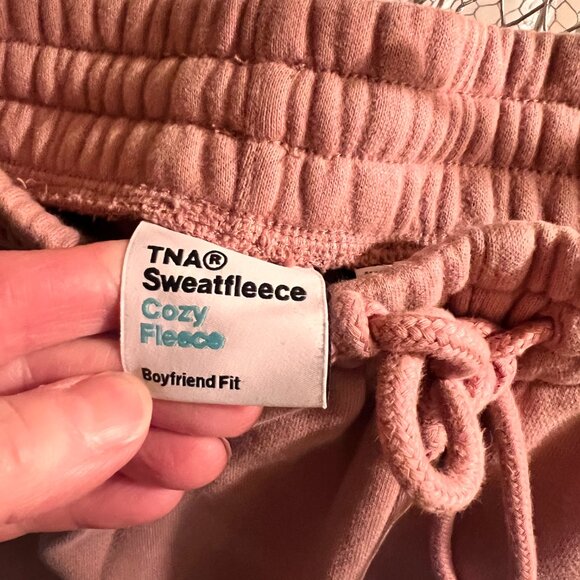 TNA®
Sweatfleece
Cozy
Fleece
Boyfriend Fit